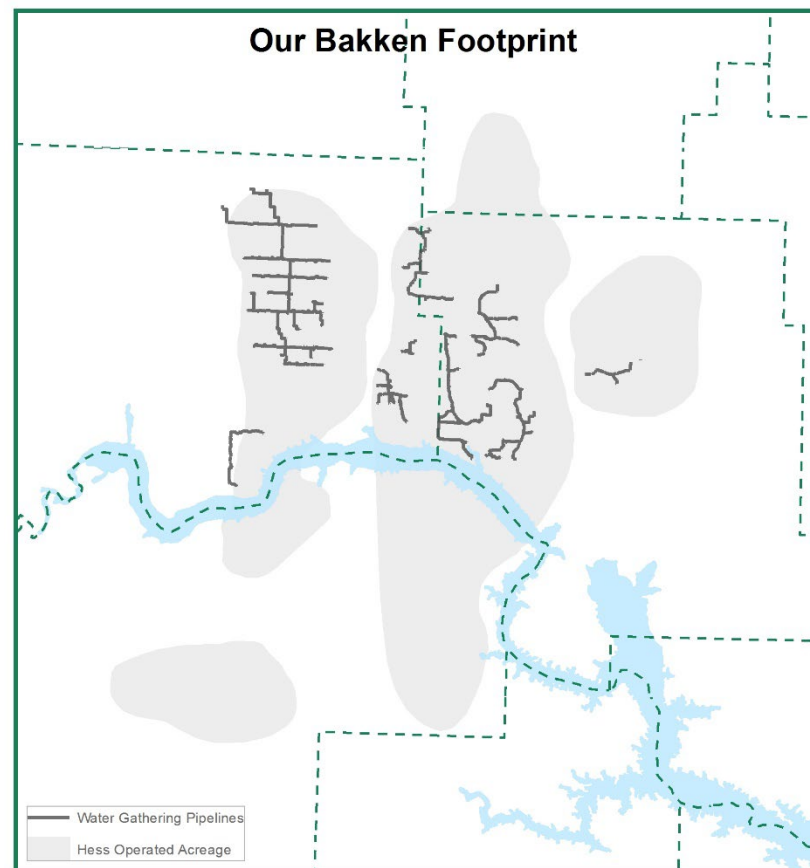 Our Bakken Footprint
Water Gathering Pipelines
Hess Operated Acreage